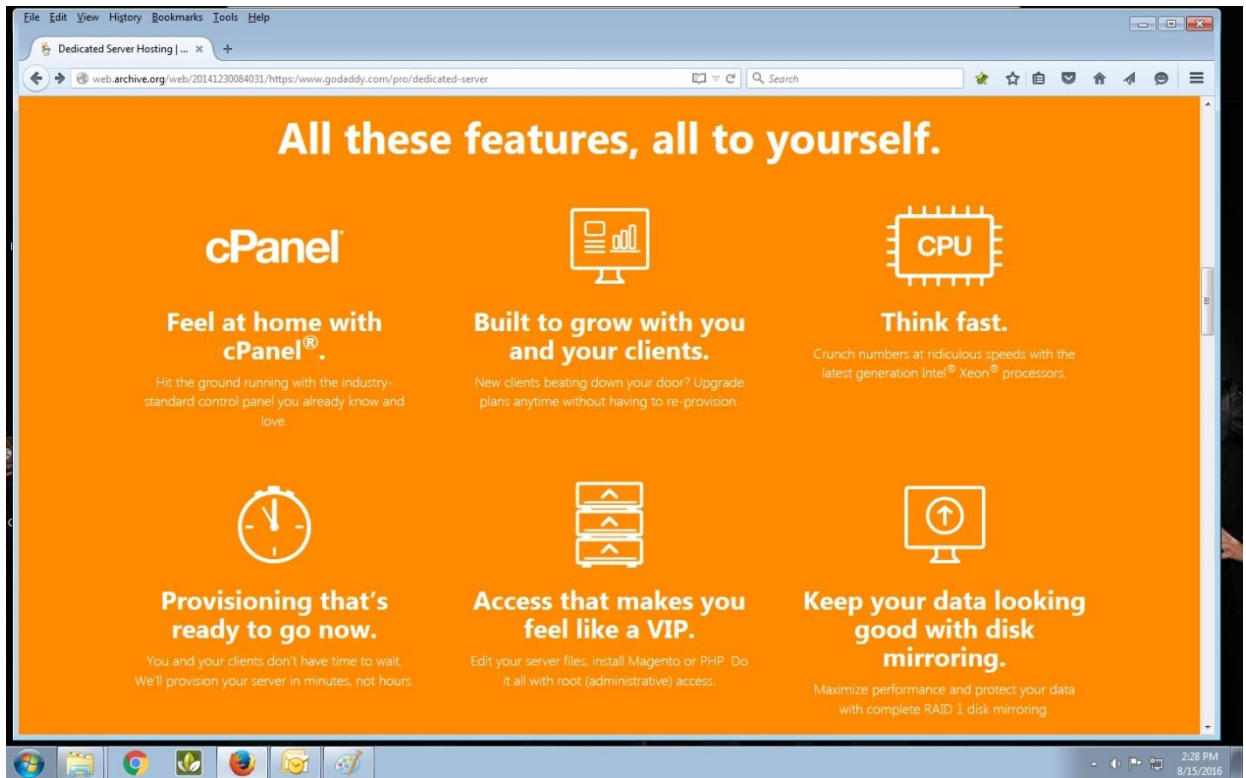 File Edit View History Bookmarks Tools Help
Dedicated Server Hosting | ... × +
web.archive.org/web/20141230084031/https:/www.godaddy.com/pro/dedicated-server
Search
All these features, all to yourself.
cPanel
Feel at home with
cPanel®.
Hit the ground running with the industry-
standard control panel you already know and
love
Built to grow with you
and your clients.
New clients beating down your door? Upgrade
plans anytime without having to re-provision.
CPU
Think fast.
Crunch numbers at ridiculous speeds with the
latest generation Intel® Xeon® processors.
Provisioning that's
ready to go now.
You and your clients don't have time to wait.
We'll provision your server in minutes, not hours.
Access that makes you
feel like a VIP.
Edit your server files, install Magento or PHP. Do
it all with root (administrative) access.
Keep your data looking
good with disk
mirroring.
Maximize performance and protect your data
with complete RAID 1 disk mirroring.
2:28 PM
8/15/2016